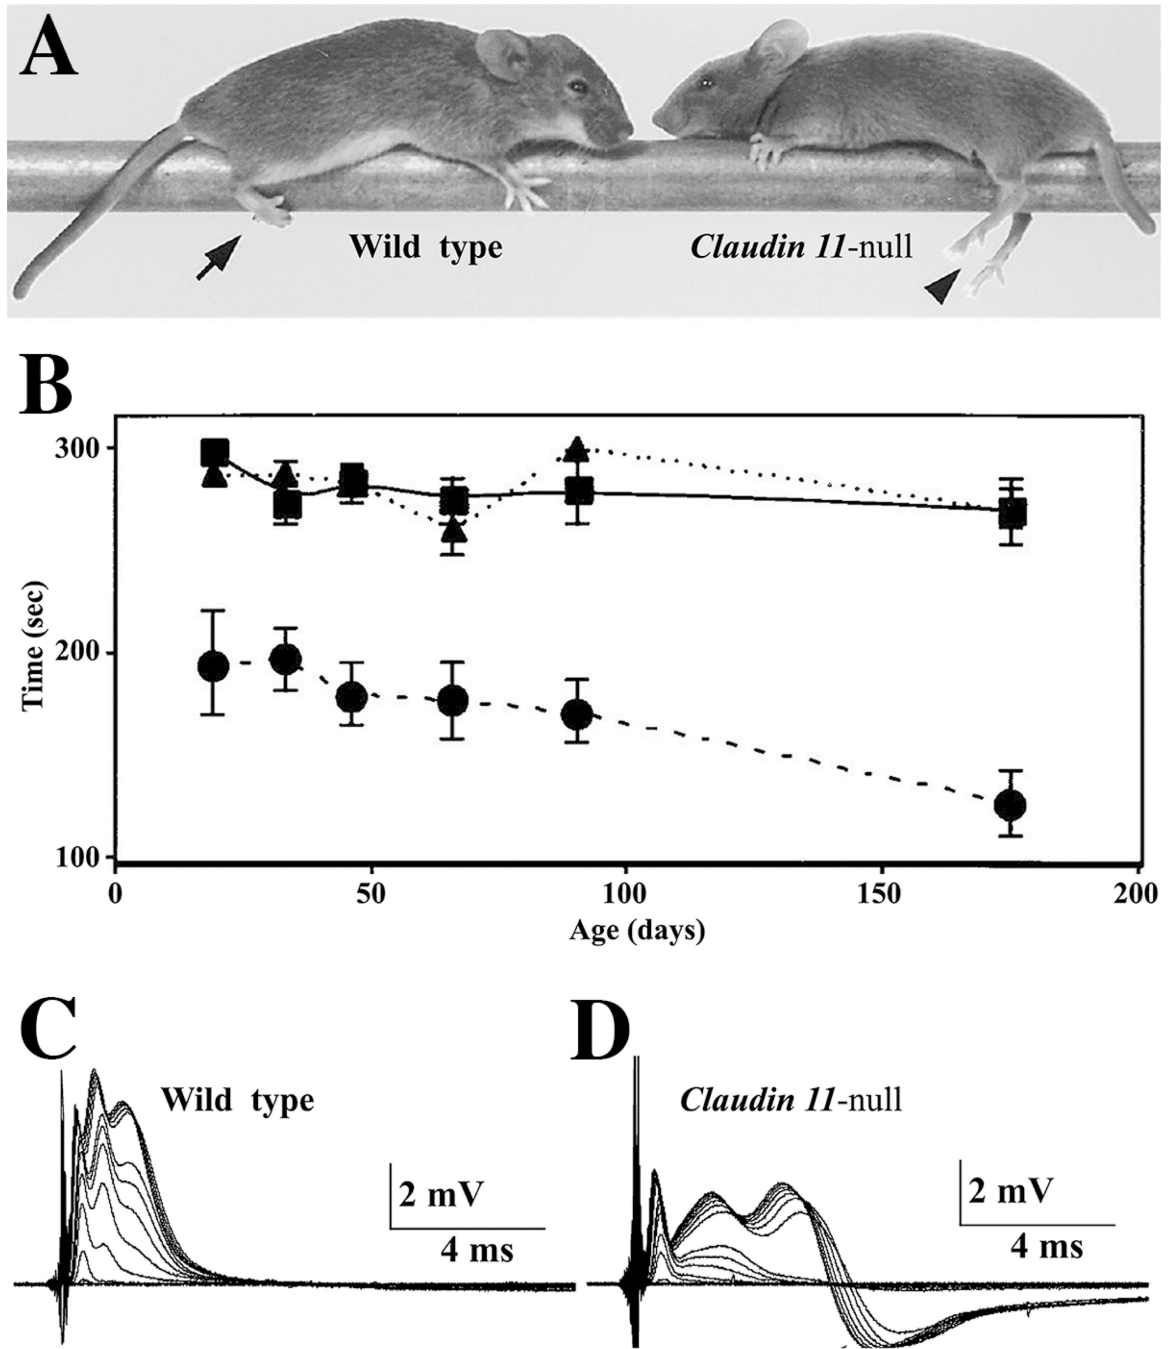 A
Wild type
Claudin 11-null
B
300
200
100
Time (sec)
0
50
100
150
200
Age (days)
C
D
Wild type
Claudin 11-null
2 mV
4 ms
2 mV
4 ms